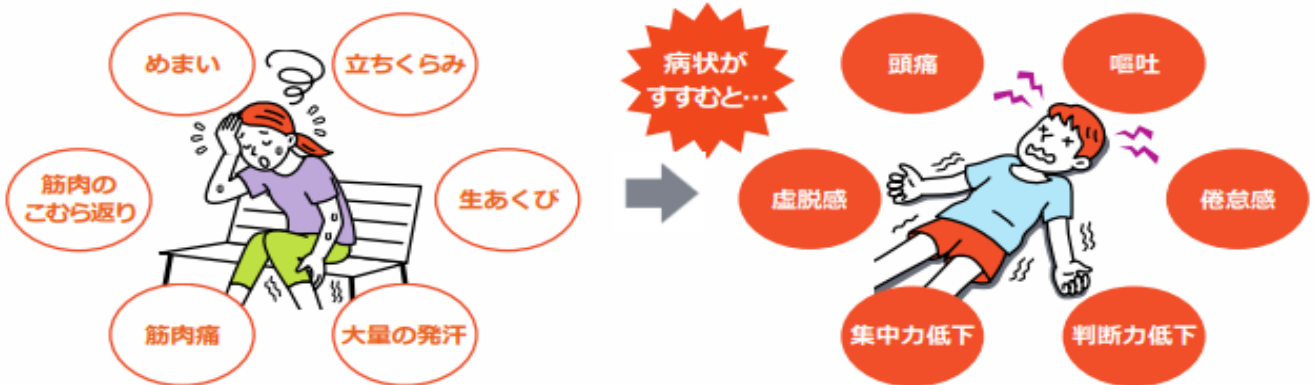 めまい
立ちくらみ
筋肉の
こむら返り
生あくび
筋肉痛
大量の発汗
病状が
すすむと…
頭痛
嘔吐
虚脱感
倦怠感
集中力低下
判断力低下